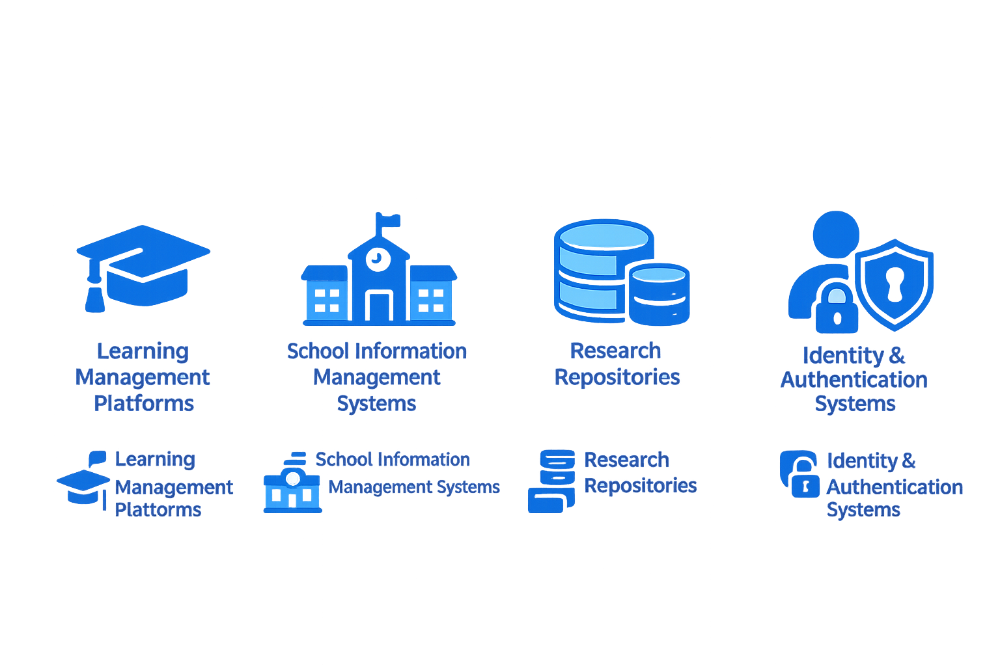 Learning
Management
Platforms
School Information
Management
Systems
Research
Repositories
Identity &
Authentication
Systems
Learning
Management
Plattorms
School Information
Management Systems
Research
Repositories
Identity &
Authentication
Systems